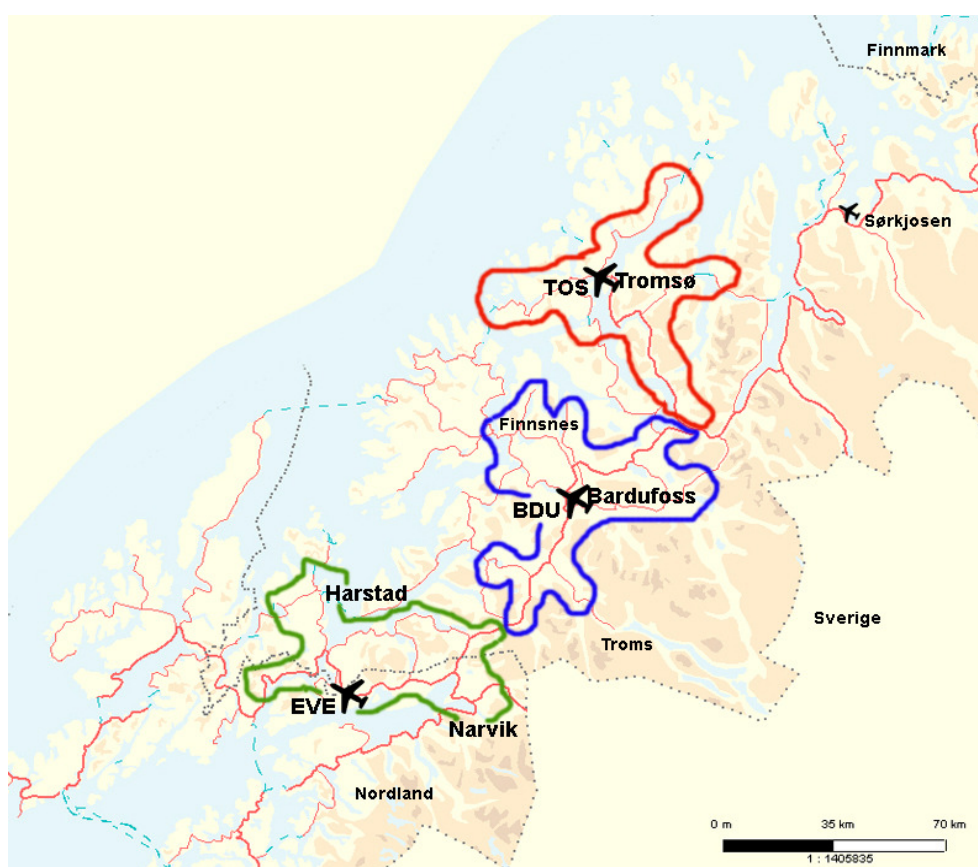 Finnmark
Sørkjosen
TOS Tromsø
Finnsnes
BDU Bardufoss
Harstad
Sverige
Troms
EVE
Narvik
Nordland
0 m 35 km 70 km
1 : 1405835